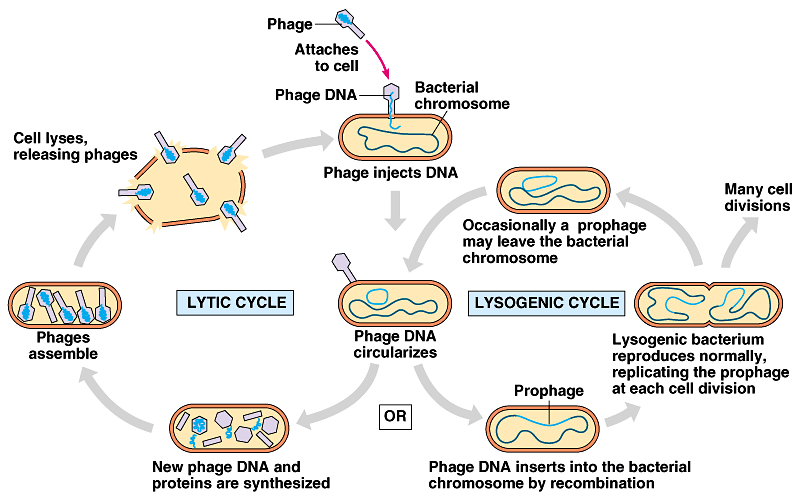 Phage
Attaches
to cell
Phage DNA
Bacterial
chromosome
Cell lyses,
releasing phages
Phage injects DNA
Many cell
divisions
Occasionally a prophage
may leave the bacterial
chromosome
LYTIC CYCLE
LYSOGENIC CYCLE
Phages
assemble
Phage DNA
circularizes
Lysogenic bacterium
reproduces normally,
replicating the prophage
at each cell division
Prophage
OR
New phage DNA and
proteins are synthesized
Phage DNA inserts into the bacterial
chromosome by recombination